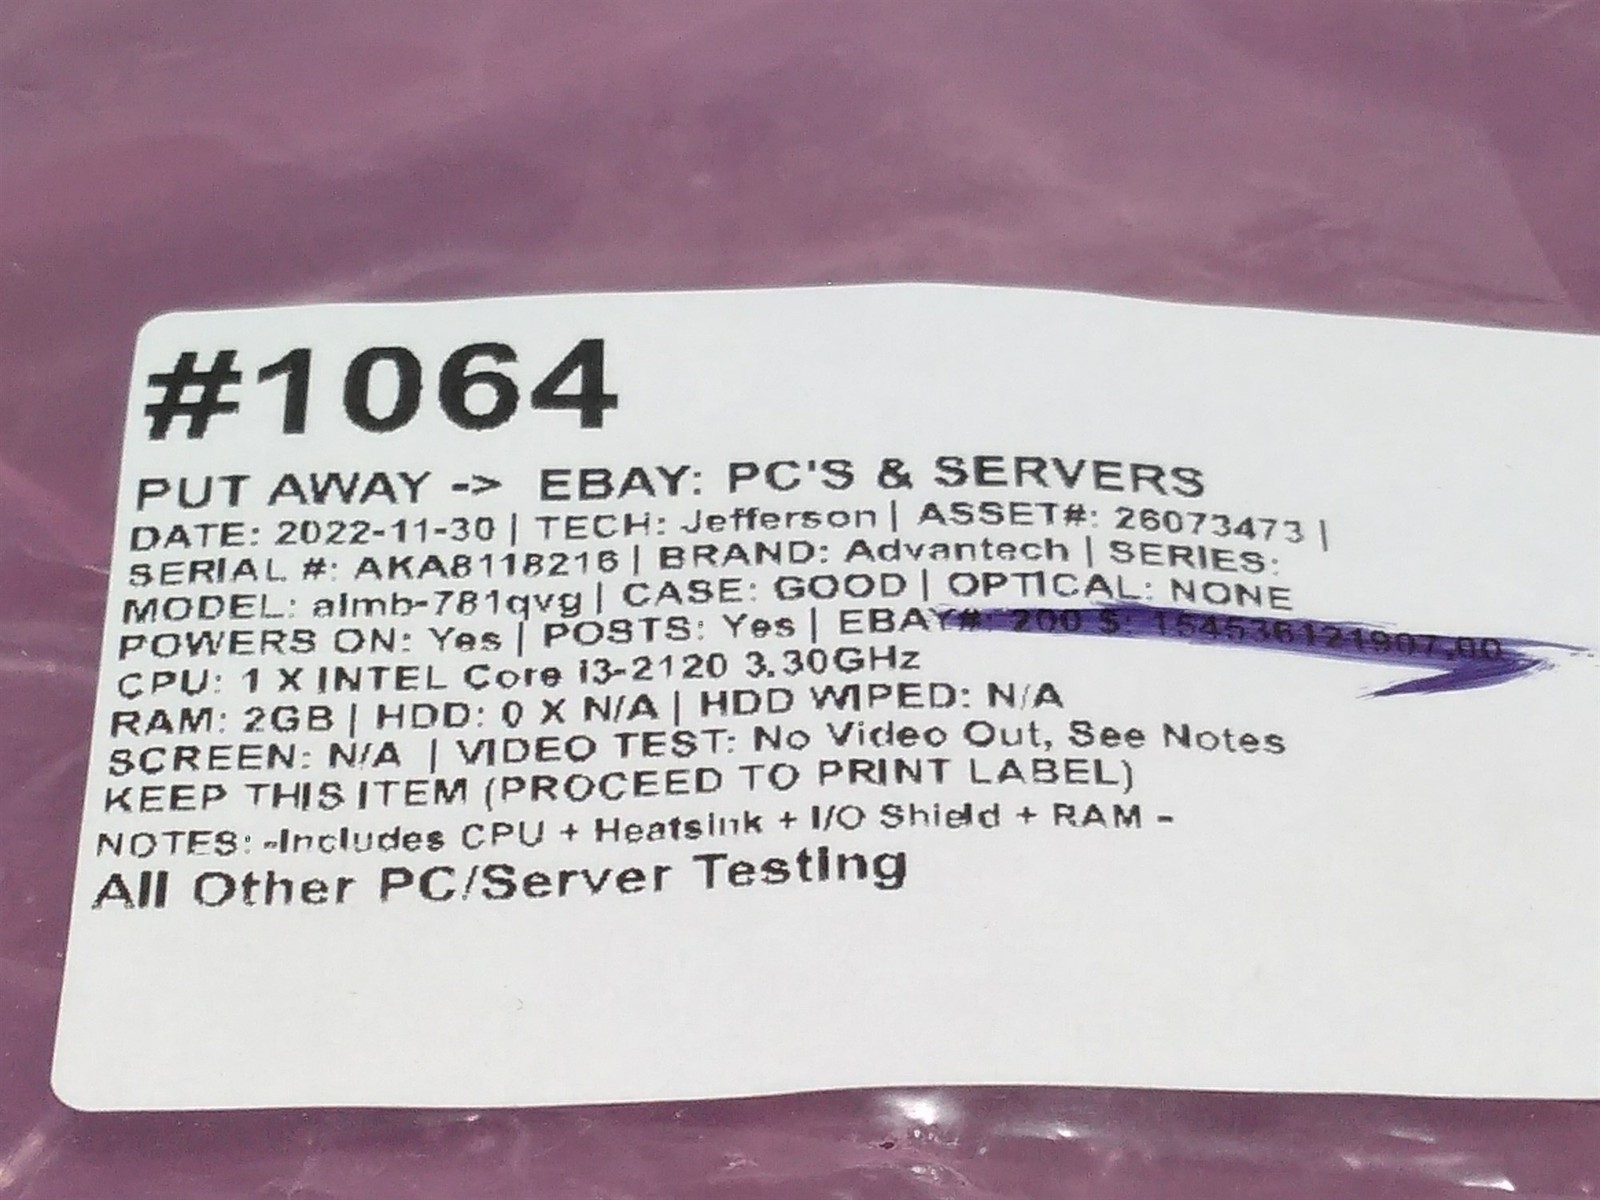 #1064
PUT AWAY -> EBAY: PC'S & SERVERS
DATE: 2022-11-30 | TECH: Jefferson | ASSET#: 26073473 |
SERIAL #: AKA8118216 | BRAND: Advantech | SERIES:
MODEL: aimb-781qvg | CASE: GOOD | OPTICAL: NONE
POWERS ON: Yes | POSTS: Yes | EBAY#: 200 $: 154536121907.00
CPU: 1 X INTEL Core i3-2120 3.30GHz
RAM: 2GB | HDD: 0 X N/A | HDD WIPED: N/A
SCREEN: N/A | VIDEO TEST: No Video Out, See Notes
KEEP THIS ITEM (PROCEED TO PRINT LABEL)
NOTES: -Includes CPU + Heatsink + I/O Shield + RAM -
All Other PC/Server Testing